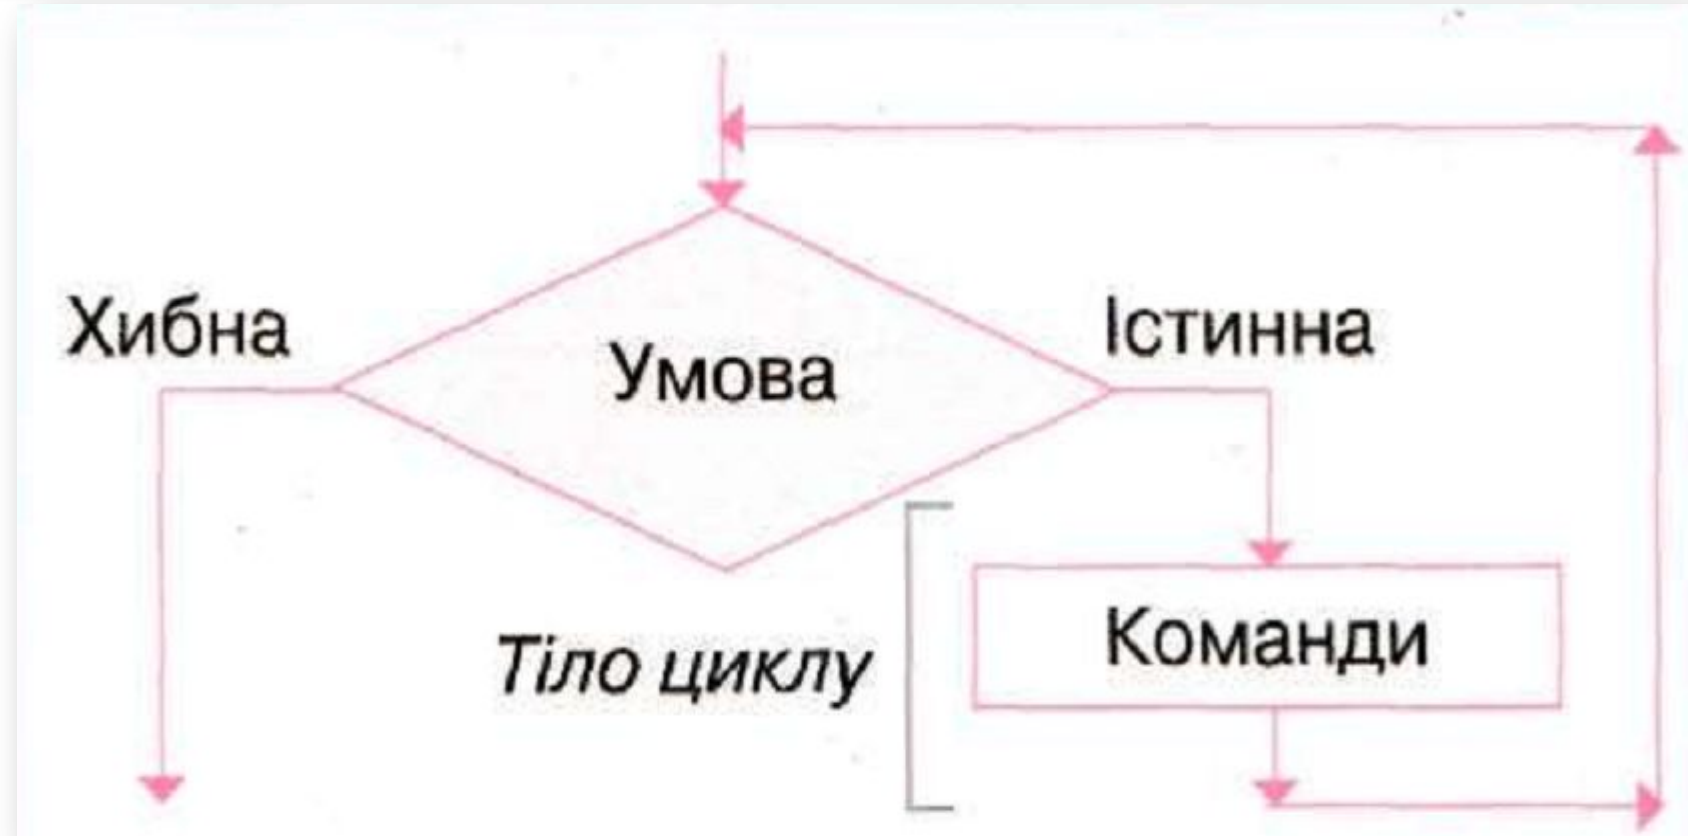 Хибна
Умова
Істинна
Тіло циклу
Команди